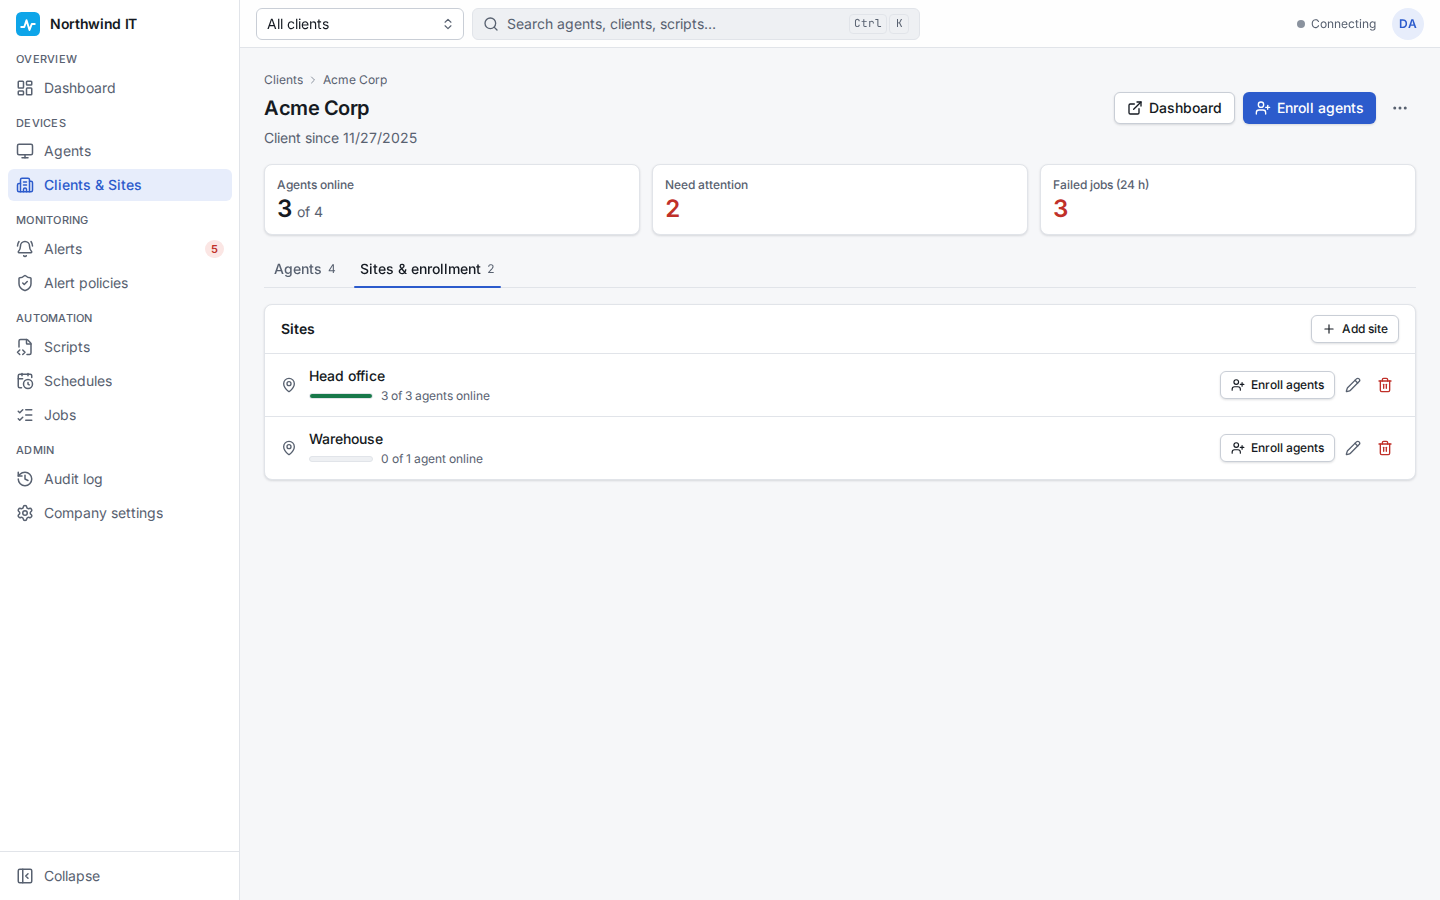 Northwind IT
OVERVIEW
Dashboard
DEVICES
Agents
Clients & Sites
MONITORING
Alerts 5
Alert policies
AUTOMATION
Scripts
Schedules
Jobs
ADMIN
Audit log
Company settings
Collapse
All clients
Search agents, clients, scripts... Ctrl K
Connecting DA
Clients Acme Corp
Acme Corp
Client since 11/27/2025
Dashboard Enroll agents
Agents online
3 of 4
Need attention
2
Failed jobs (24 h)
3
Agents 4 Sites & enrollment 2
Sites Add site
Head office
3 of 3 agents online
Enroll agents
Warehouse
0 of 1 agent online
Enroll agents